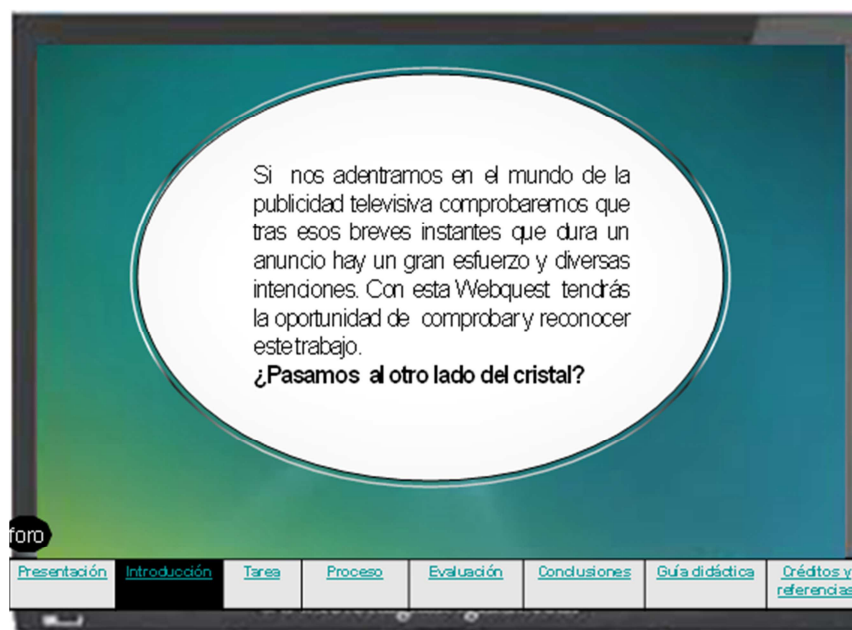 Si nos adentramos en el mundo de la
publicidad televisiva comprobaremos que
tras esos breves instantes que dura un
anuncio hay un gran esfuerzo y diversas
intenciones. Con esta Webquest tendrás
la oportunidad de comprobar y reconocer
este trabajo.
¿Pasamos al otro lado del cristal?
foro
Presentación Introducción Tarea Proceso Evaluación Conclusiones Guía didáctica Créditos y
referencias